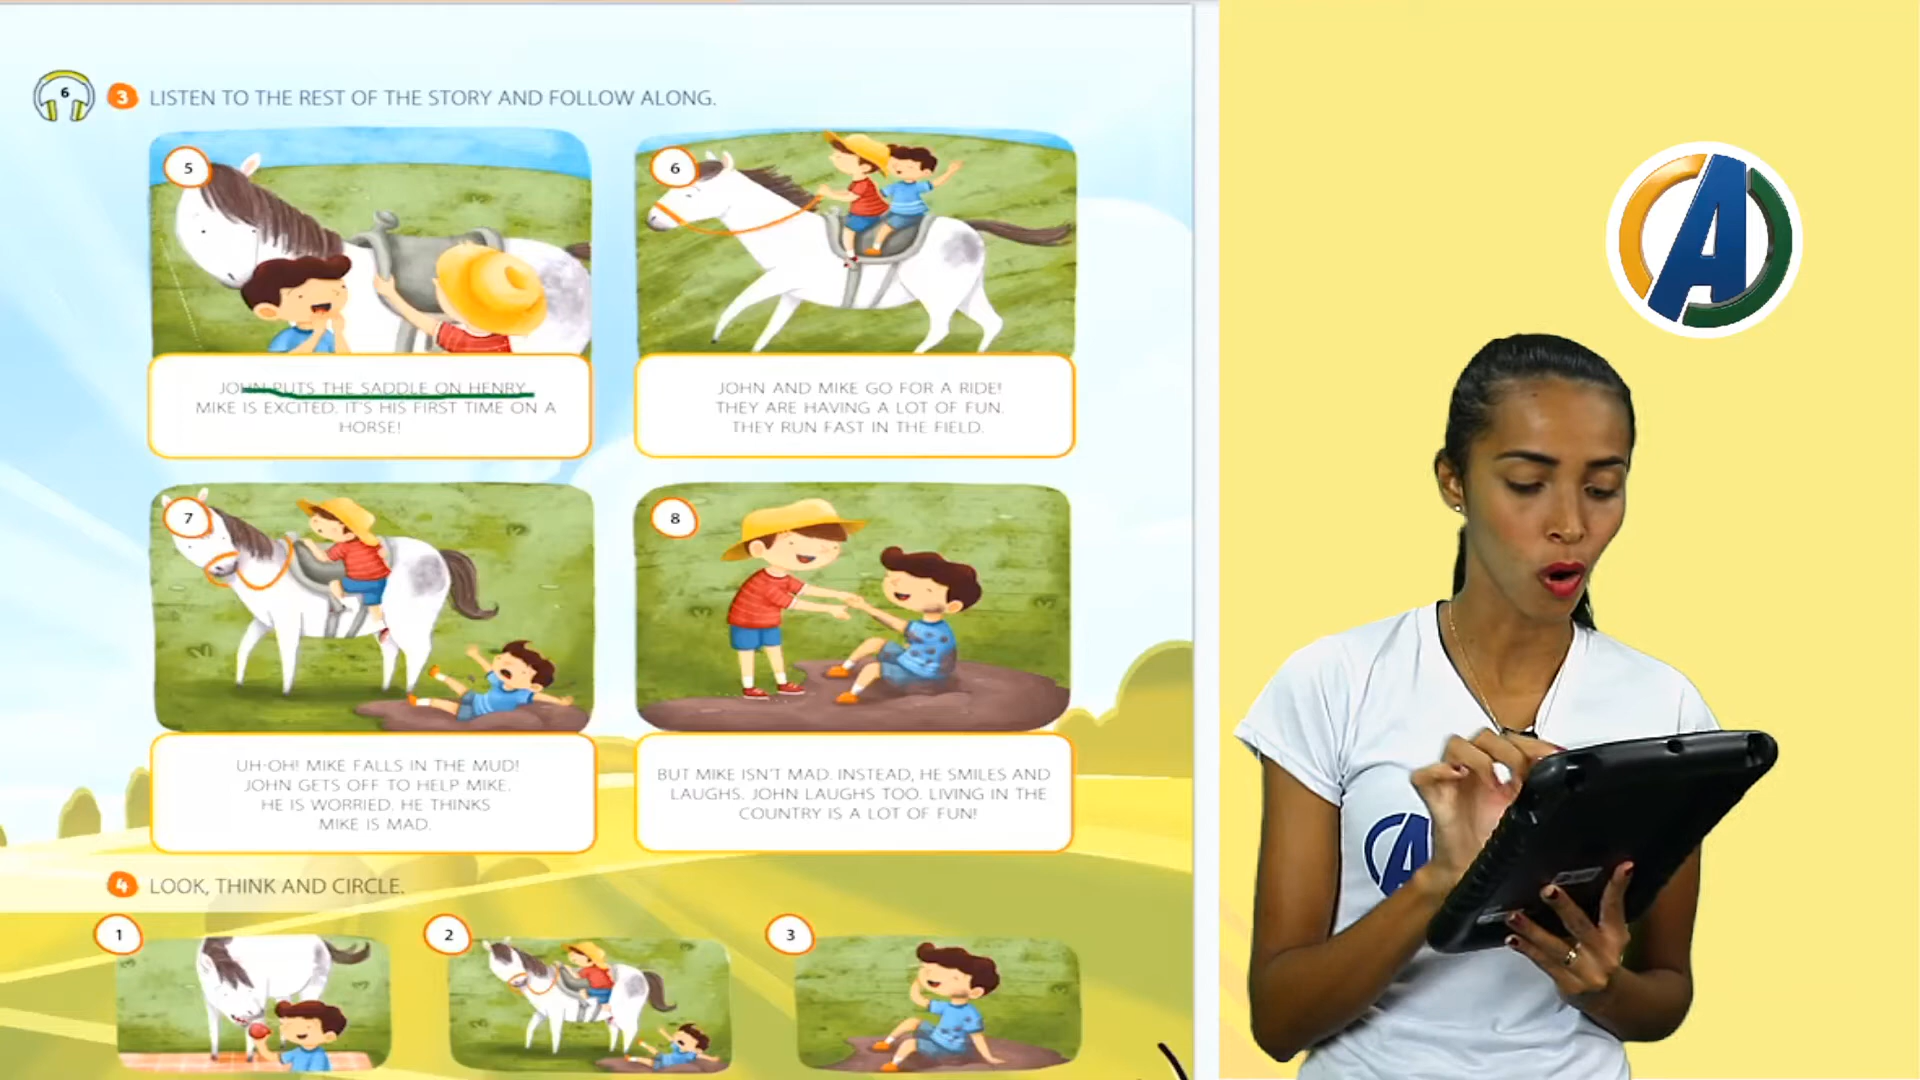 6
3 LISTEN TO THE REST OF THE STORY AND FOLLOW ALONG.
5
JOHN PUTS THE SADDLE ON HENRY.
MIKE IS EXCITED. IT'S HIS FIRST TIME ON A
HORSE!
6
JOHN AND MIKE GO FOR A RIDE!
THEY ARE HAVING A LOT OF FUN.
THEY RUN FAST IN THE FIELD.
7
UH-OH! MIKE FALLS IN THE MUD!
JOHN GETS OFF TO HELP MIKE.
HE IS WORRIED. HE THINKS
MIKE IS MAD.
8
BUT MIKE ISN'T MAD. INSTEAD, HE SMILES AND
LAUGHS. JOHN LAUGHS TOO. LIVING IN THE
COUNTRY IS A LOT OF FUN!
4 LOOK, THINK AND CIRCLE.
1
2
3
A
A